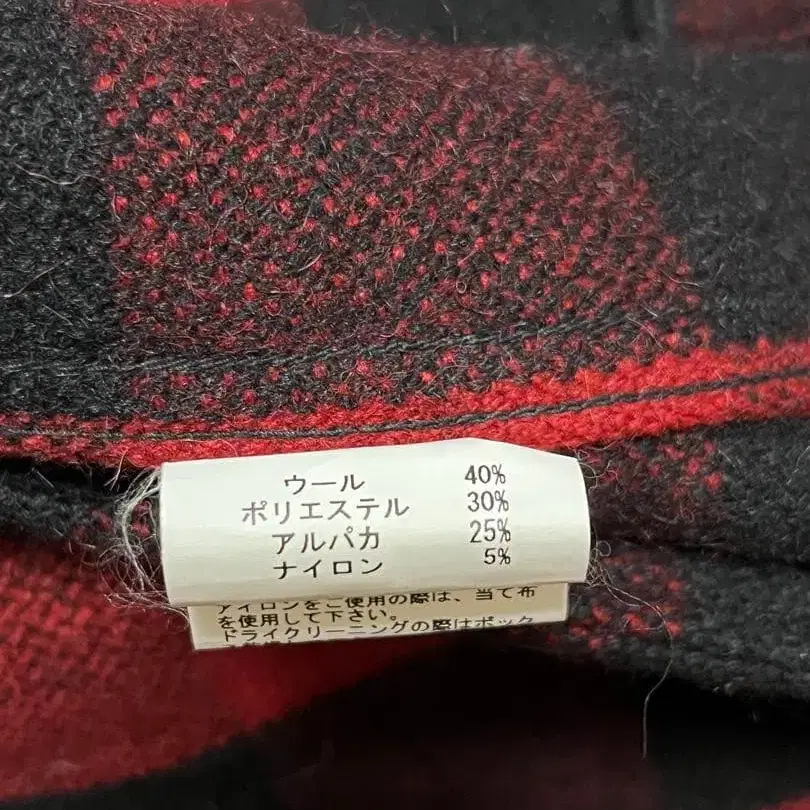 ウール 40%
ポリエステル 30%
アルパカ 25%
ナイロン 5%
アイロンをご使用の際は、当て布
を使用して下さい。
ドライクリーニングの際はネック